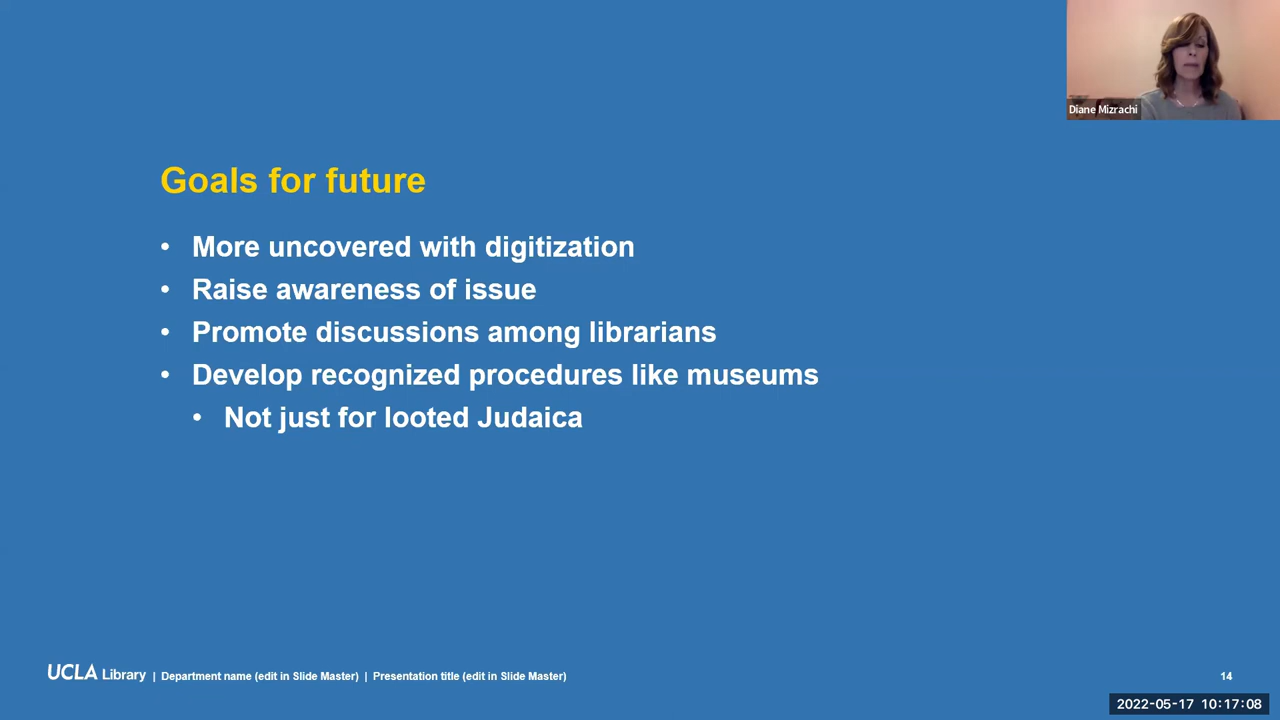 Diane Mizrachi
Goals for future
• More uncovered with digitization
• Raise awareness of issue
• Promote discussions among librarians
• Develop recognized procedures like museums
• Not just for looted Judaica
UCLA Library | Department name (edit in Slide Master) | Presentation title (edit in Slide Master)
14
2022-05-17 10:17:08